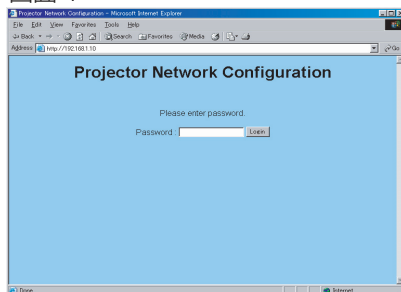 Projector Network Configuration - Microsoft Internet Explorer
File Edit View Favorites Tools Help
Back Search Favorites Media
Address http://192.168.1.10 Go
Projector Network Configuration
Please enter password.
Password : Login
Done Internet